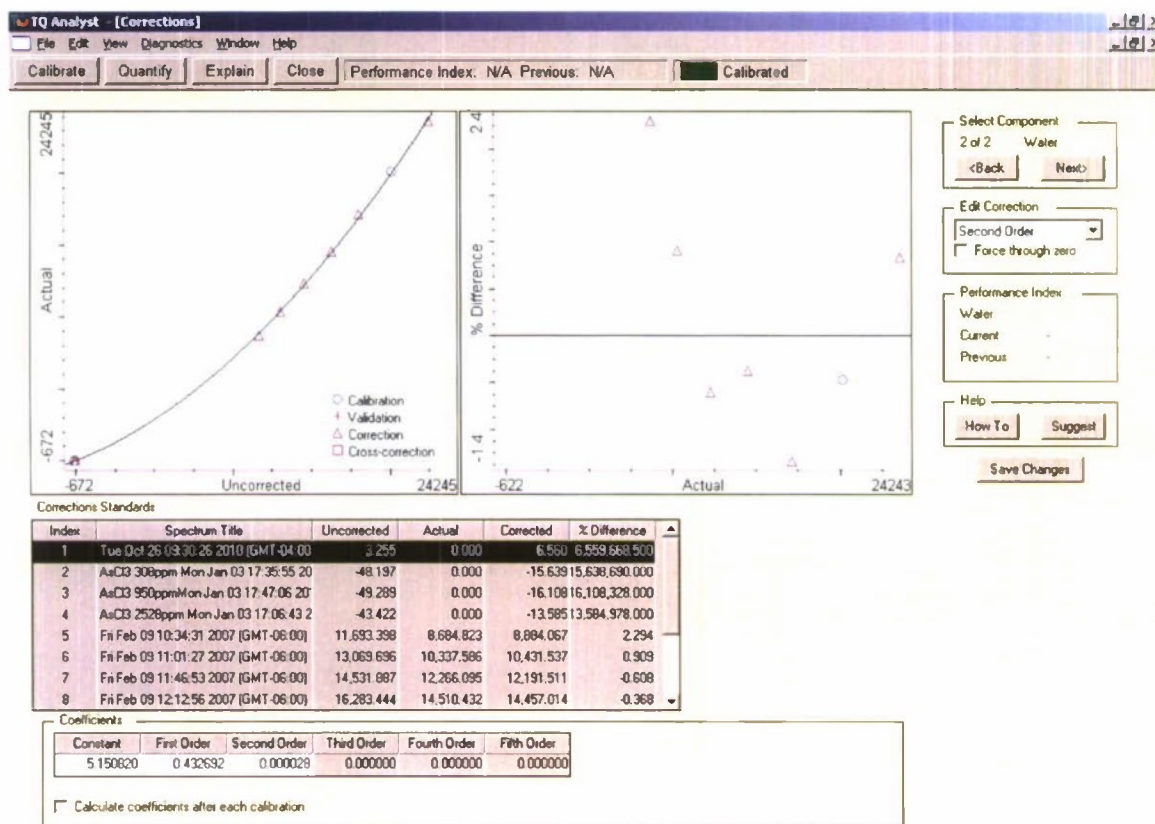 TQ Analyst - [Corrections]
File Edit View Diagnostics Window Help
Calibrate Quantify Explain Close Performance Index: N/A Previous: N/A Calibrated
24245
Actual
-672
-672 Uncorrected 24245
Calibration
Validation
Correction
Cross-correction
2.4
% Difference
-1.4
-622 Actual 24243
Select Component
2 of 2 Water
<Back Next>
Edit Correction
Second Order
Force through zero
Performance Index
Water
Current -
Previous -
Help
How To Suggest
Save Changes
Corrections Standards
Index Spectrum Title Uncorrected Actual Corrected % Difference
1 Tue Oct 26 09:30:26 2010 (GMT-04:00 3.255 0.000 6.560 6,559,668.500
2 AsCl3 308ppm Mon Jan 03 17:35:55 20 -48.197 0.000 -15.639 15,638,690.000
3 AsCl3 950ppmMon Jan 03 17:47:06 20 -49.289 0.000 -16.108 16,108,328.000
4 AsCl3 2528ppm Mon Jan 03 17:06:43 2 -43.422 0.000 -13.585 13,584,978.000
5 Fri Feb 09 10:34:31 2007 (GMT-06:00) 11,693.398 8,684.823 8,884.067 2.294
6 Fri Feb 09 11:01:27 2007 (GMT-06:00) 13,069.696 10,337.586 10,431.537 0.909
7 Fri Feb 09 11:46:53 2007 (GMT-06:00) 14,531.887 12,266.095 12,191.511 -0.608
8 Fri Feb 09 12:12:56 2007 (GMT-06:00) 16,283.444 14,510.432 14,457.014 -0.368
Coefficients
Constant First Order Second Order Third Order Fourth Order Fifth Order
5.150820 0.432692 0.000028 0.000000 0.000000 0.000000
Calculate coefficients after each calibration